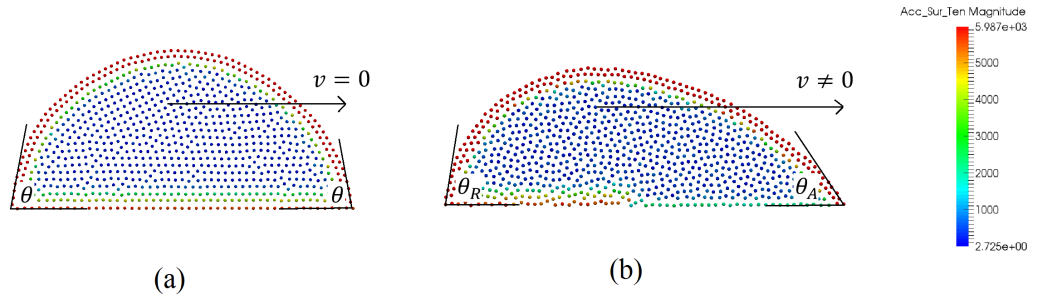 Acc_Sur_Ten Magnitude
5.987e+03
5000
4000
3000
2000
1000
2.725e+00
v = 0
θ
θ
(a)
v ≠ 0
θ_R
θ_A
(b)